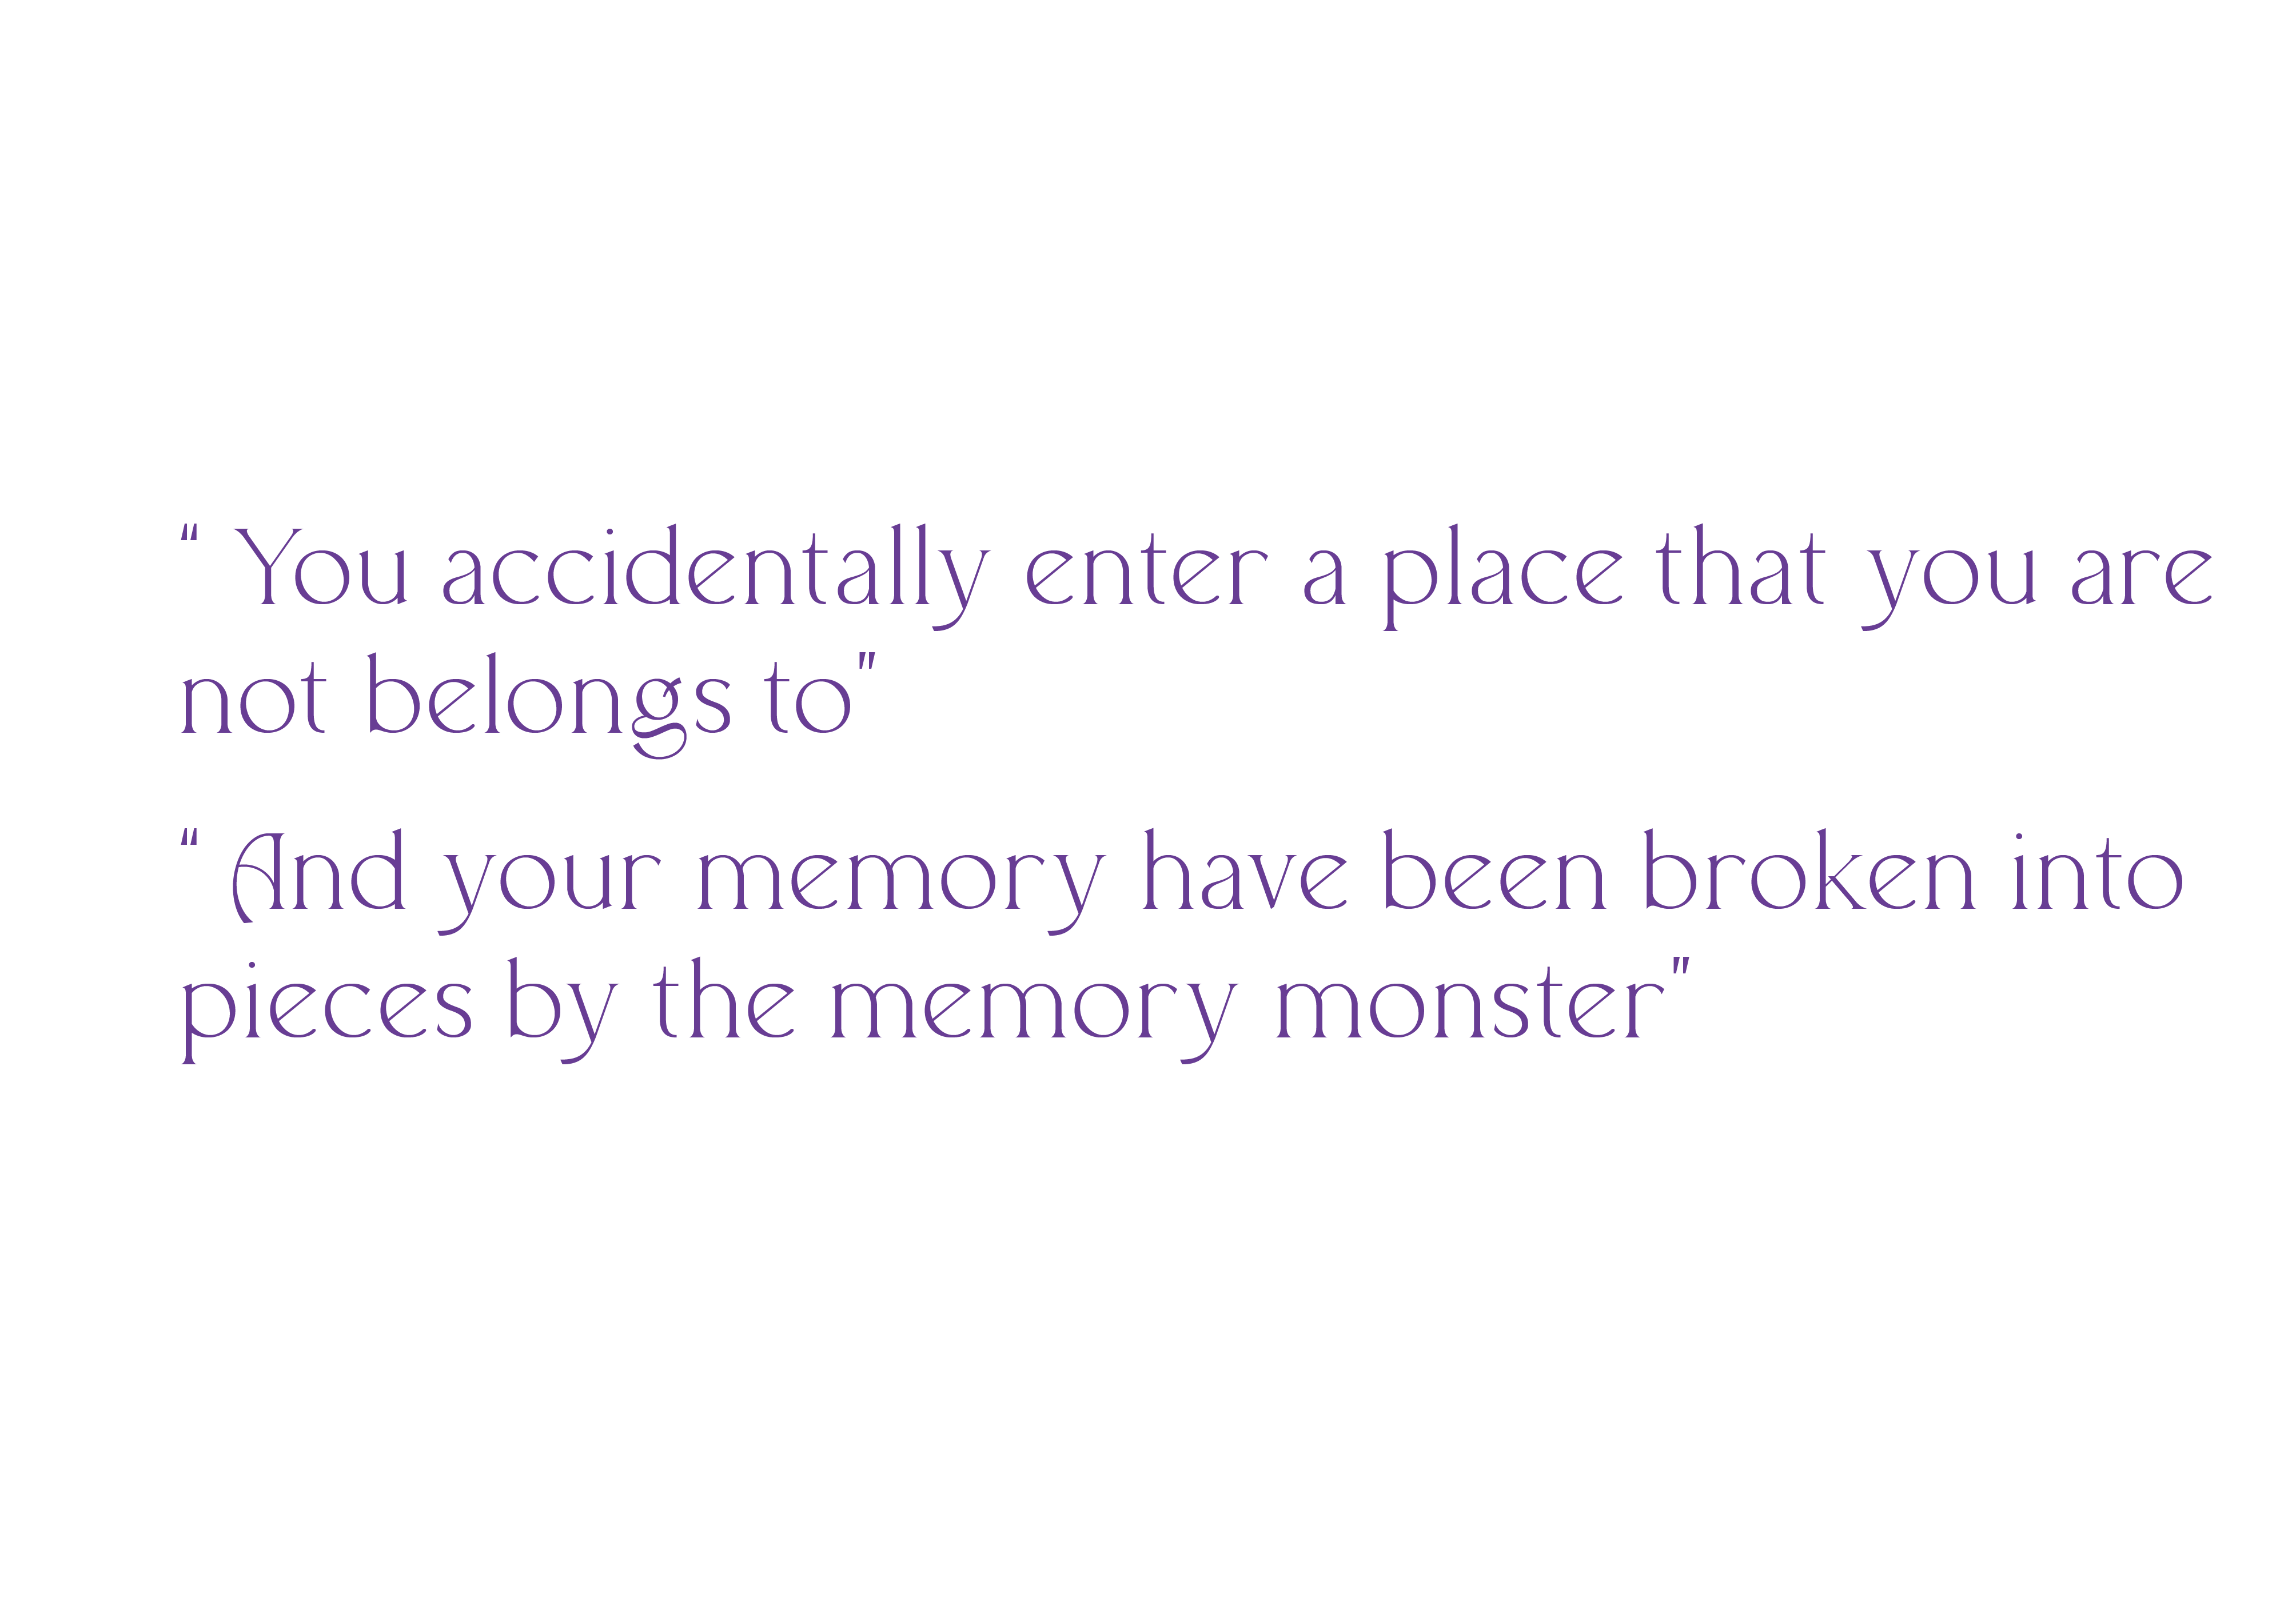 “ You accidentally enter a place that you are
not belongs to”
“ And your memory have been broken into
pieces by the memory monster”